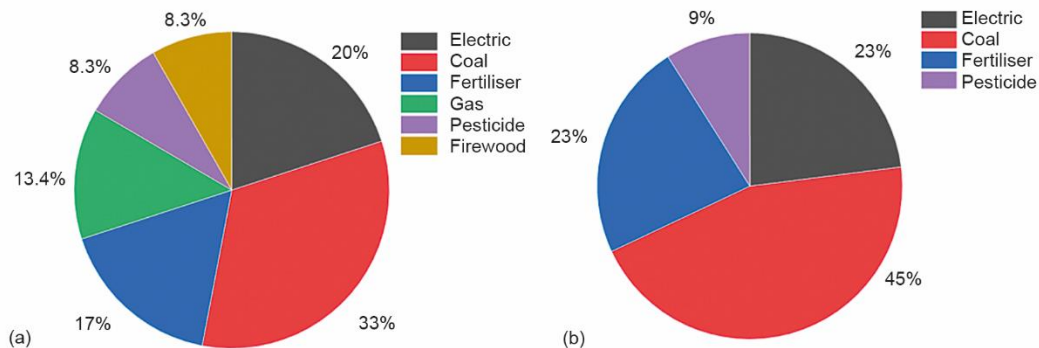 8.3%
8.3%
20%
13.4%
17%
33%
Electric
Coal
Fertiliser
Gas
Pesticide
Firewood
(a)
9%
23%
23%
45%
Electric
Coal
Fertiliser
Pesticide
(b)